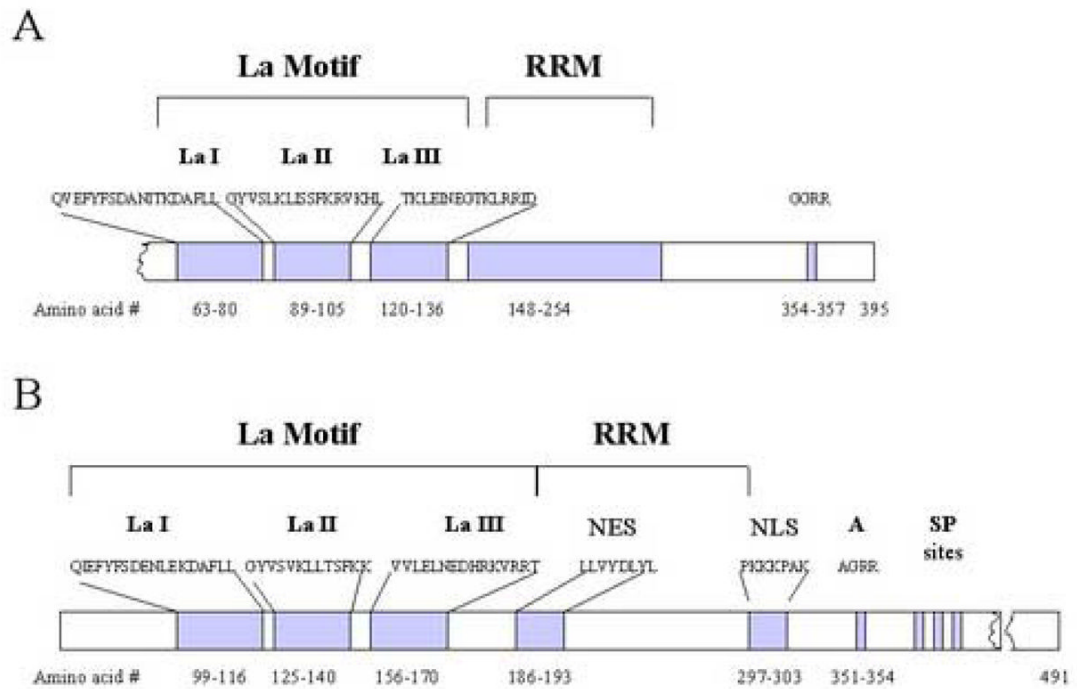 A
La Motif RRM
La I La II La III
QVEFYFSDANITKDAFLL GYVSLKLISSFKRVKHL TKLEINEGTKLRRID GGRR
Amino acid # 63-80 89-105 120-136 148-254 354-357 395
B
La Motif RRM
La I La II La III NES NLS A SP
sites
QIEFYFSDENLEKDAFLL GYVSVKLLTSFKK VVLELNEDHRKVRRT LLVYDLYL PKKKPAK AGRR
Amino acid # 99-116 125-140 156-170 186-193 297-303 351-354 491